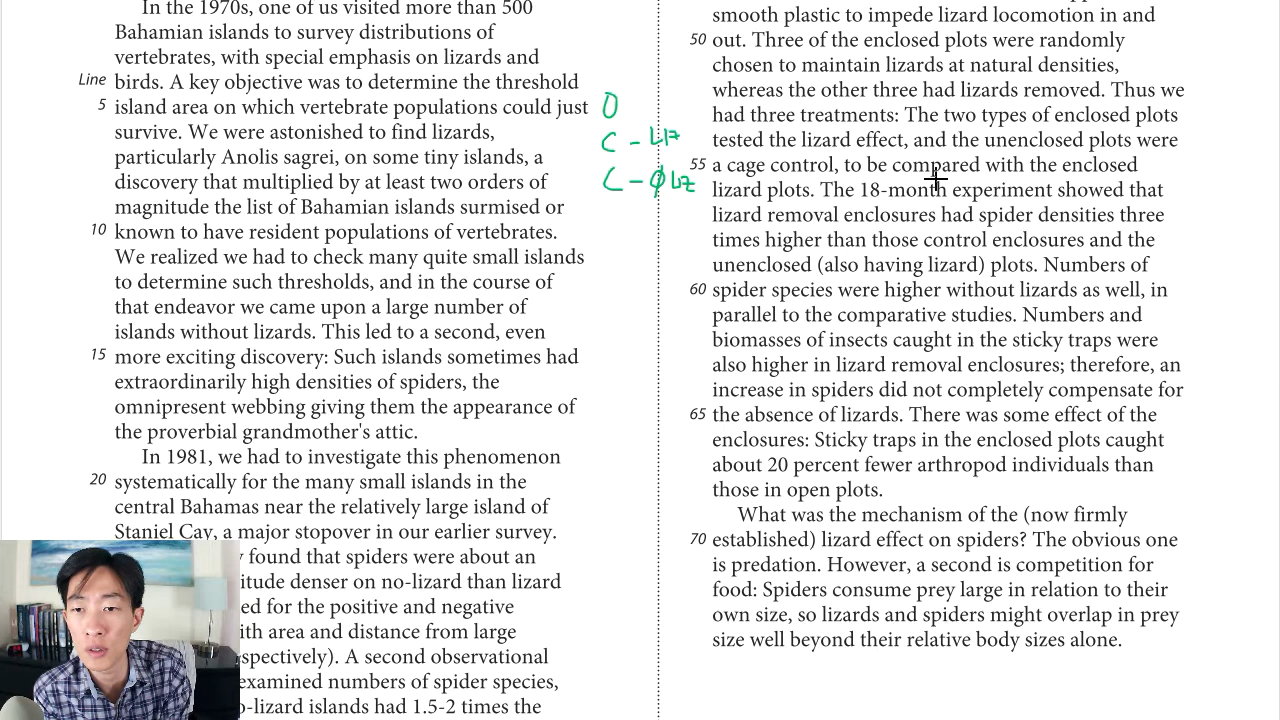 In the 1970s, one of us visited more than 500
Bahamian islands to survey distributions of
vertebrates, with special emphasis on lizards and
Line birds. A key objective was to determine the threshold
5 island area on which vertebrate populations could just
survive. We were astonished to find lizards,
particularly Anolis sagrei, on some tiny islands, a
discovery that multiplied by at least two orders of
magnitude the list of Bahamian islands surmised or
10 known to have resident populations of vertebrates.
We realized we had to check many quite small islands
to determine such thresholds, and in the course of
that endeavor we came upon a large number of
islands without lizards. This led to a second, even
15 more exciting discovery: Such islands sometimes had
extraordinarily high densities of spiders, the
omnipresent webbing giving them the appearance of
the proverbial grandmother's attic.
In 1981, we had to investigate this phenomenon
20 systematically for the many small islands in the
central Bahamas near the relatively large island of
Staniel Cay, a major stopover in our earlier survey.
found that spiders were about an
denser on no-lizard than lizard
for the positive and negative
area and distance from large
A second observational
examined numbers of spider species,
islands had 1.5-2 times the
O
C - Liz
C - Ø Liz
smooth plastic to impede lizard locomotion in and
50 out. Three of the enclosed plots were randomly
chosen to maintain lizards at natural densities,
whereas the other three had lizards removed. Thus we
had three treatments: The two types of enclosed plots
tested the lizard effect, and the unenclosed plots were
55 a cage control, to be compared with the enclosed
lizard plots. The 18-month experiment showed that
lizard removal enclosures had spider densities three
times higher than those control enclosures and the
unenclosed (also having lizard) plots. Numbers of
60 spider species were higher without lizards as well, in
parallel to the comparative studies. Numbers and
biomasses of insects caught in the sticky traps were
also higher in lizard removal enclosures; therefore, an
increase in spiders did not completely compensate for
65 the absence of lizards. There was some effect of the
enclosures: Sticky traps in the enclosed plots caught
about 20 percent fewer arthropod individuals than
those in open plots.
What was the mechanism of the (now firmly
70 established) lizard effect on spiders? The obvious one
is predation. However, a second is competition for
food: Spiders consume prey large in relation to their
own size, so lizards and spiders might overlap in prey
size well beyond their relative body sizes alone.